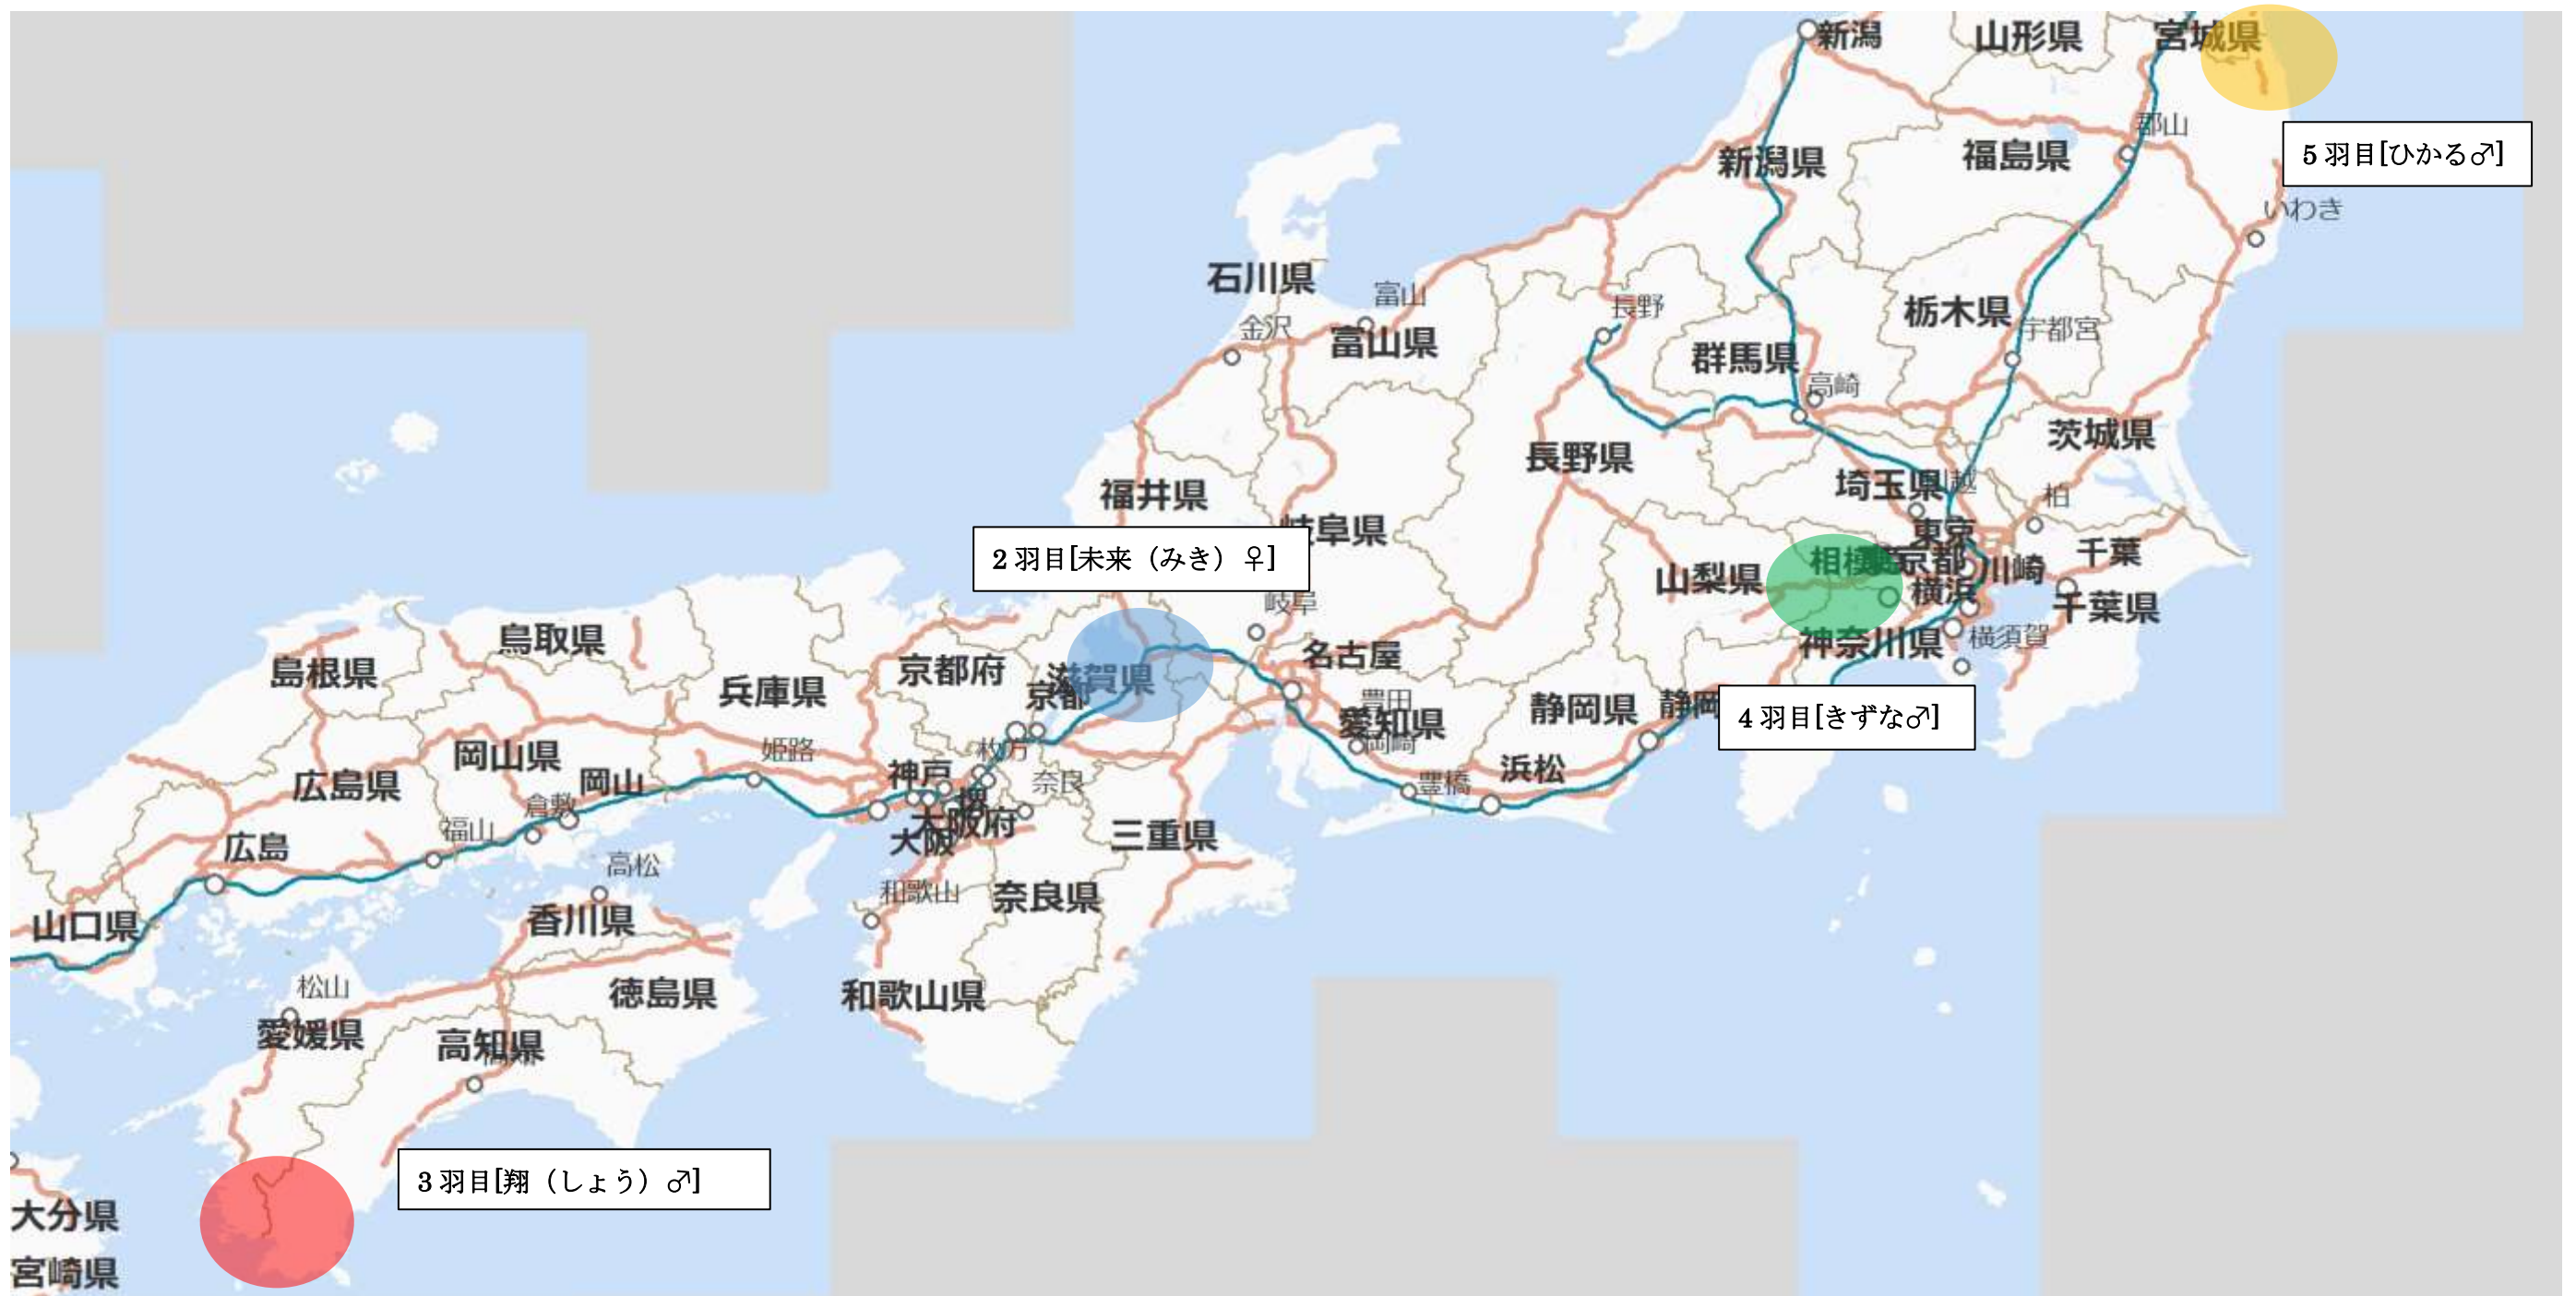 新潟
山形県
宮城県
郡山
新潟県
福島県
5羽目[ひかる♂]
いわき
石川県
富山
長野
栃木県
金沢
富山県
宇都宮
群馬県
高崎
茨城県
長野県
埼玉県
川越
柏
福井県
岐阜県
東京
2羽目[未来（みき）♀]
千葉
東京都
川崎
山梨県
横浜
千葉県
岐阜
神奈川県
横須賀
鳥取県
名古屋
島根県
京都府
滋賀県
京都
兵庫県
豊田
静岡県
静岡
4羽目[きずな♂]
愛知県
岡崎
岡山県
姫路
枚方
神戸
浜松
広島県
岡山
奈良
豊橋
倉敷
堺
福山
大阪府
大阪
三重県
広島
高松
和歌山
奈良県
香川県
山口県
松山
徳島県
和歌山県
愛媛県
高知県
高知
3羽目[翔（しょう）♂]
大分県
宮崎県